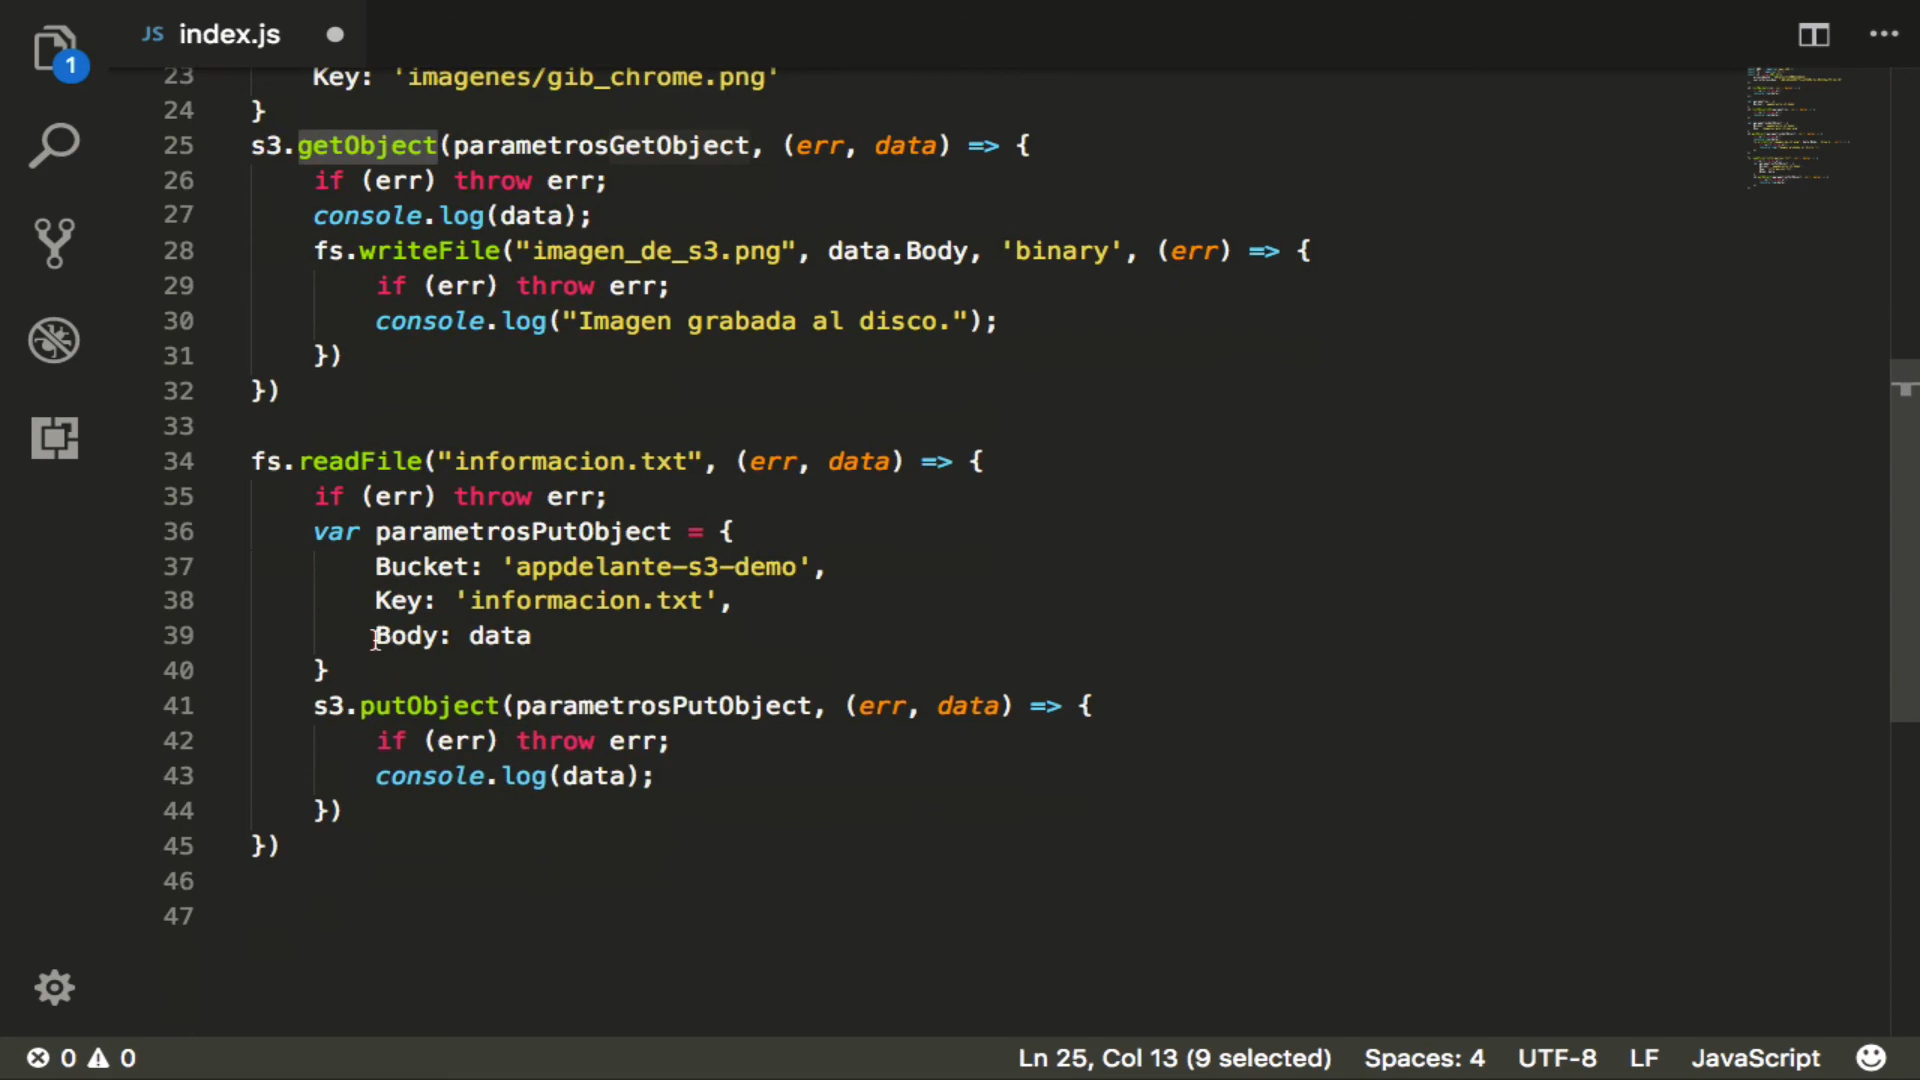 JS index.js
1
23 Key: 'imagenes/gib_chrome.png'
24 }
25 s3.getObject(parametrosGetObject, (err, data) => {
26 if (err) throw err;
27 console.log(data);
28 fs.writeFile("imagen_de_s3.png", data.Body, 'binary', (err) => {
29 if (err) throw err;
30 console.log("Imagen grabada al disco.");
31 })
32 })
33
34 fs.readFile("informacion.txt", (err, data) => {
35 if (err) throw err;
36 var parametrosPutObject = {
37 Bucket: 'appdelante-s3-demo',
38 Key: 'informacion.txt',
39 Body: data
40 }
41 s3.putObject(parametrosPutObject, (err, data) => {
42 if (err) throw err;
43 console.log(data);
44 })
45 })
46
47
0 0 Ln 25, Col 13 (9 selected) Spaces: 4 UTF-8 LF JavaScript